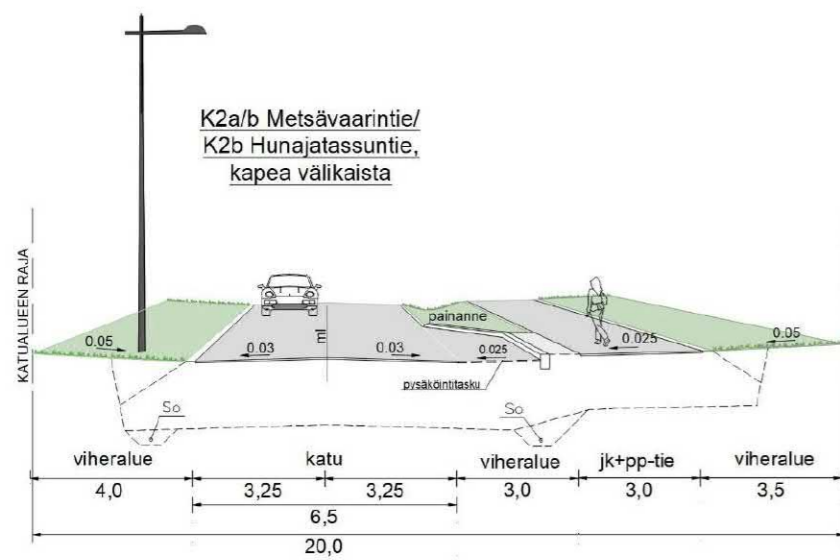 K2a/b Metsävaarintie/
K2b Hunajatassuntie,
kapea välikaista
KATUALUEEN RAJA
painanne
ml
0.05
0.03
0.03
0.025
0.025
0.05
pysäköintitasku
So
So
viheralue
katu
viheralue
jk+pp-tie
viheralue
4,0
3,25
3,25
3,0
3,0
3,5
6,5
20,0